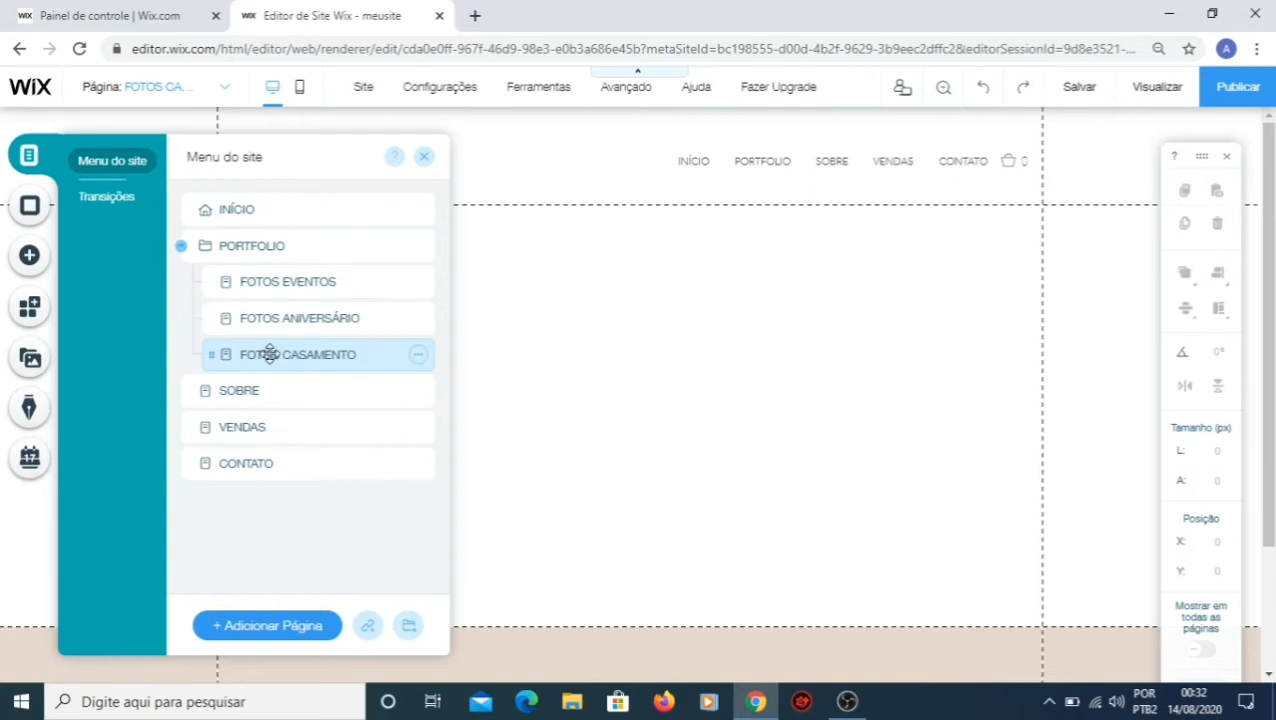 WiX Painel de controle | Wix.com
WiX Editor de Site Wix - meusite
editor.wix.com/html/editor/web/renderer/edit/cda0e0ff-967f-46d9-98e3-e0b3a686e45b?metaSiteId=bc198555-d00d-4b2f-9629-3b9eec2dffc2&editorSessionId=9d8e3521-...
A
WiX
Página: FOTOS CA...
Site
Configurações
Ferramentas
Avançado
Ajuda
Fazer Upgrade
Salvar
Visualizar
Publicar
Menu do site
Transições
Menu do site
?
INÍCIO
PORTFOLIO
FOTOS EVENTOS
FOTOS ANIVERSÁRIO
FOTOS CASAMENTO
SOBRE
VENDAS
CONTATO
+ Adicionar Página
INÍCIO PORTFOLIO SOBRE VENDAS CONTATO 0
17
?
0°
Tamanho (px)
L: 0
A: 0
Posição
X: 0
Y: 0
Mostrar em
todas as
páginas
Digite aqui para pesquisar
POR
PTB2
00:32
14/08/2020